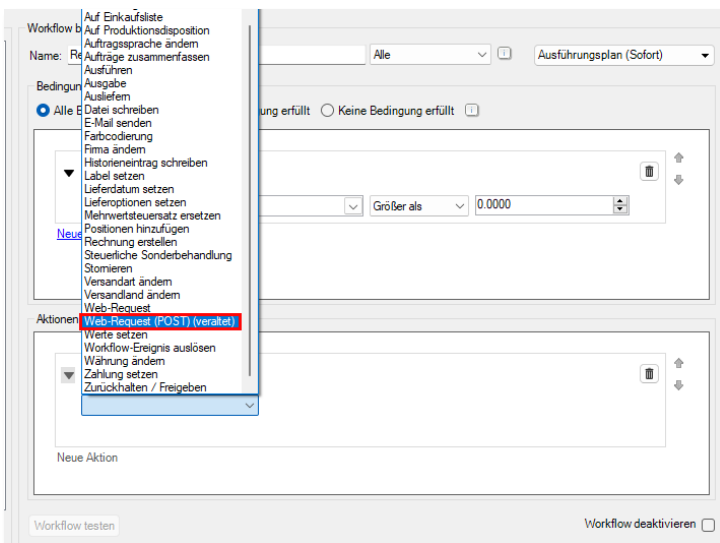 Auf Einkaufsliste
Workflow b
Auf Produktionsdisposition
Auftragssprache ändern
Name: Re
Aufträge zusammenfassen
Alle
Ausführungsplan (Sofort)
Ausführen
Bedingun
Ausgabe
Ausliefern
Alle B
Datei schreiben
ung erfüllt
Keine Bedingung erfüllt
E-Mail senden
Farbcodierung
Firma ändern
Historieneintrag schreiben
Label setzen
Lieferdatum setzen
Lieferoptionen setzen
Größer als
0.0000
Mehrwertsteuersatz ersetzen
Positionen hinzufügen
Neue
Rechnung erstellen
Steuerliche Sonderbehandlung
Stornieren
Versandart ändern
Versandland ändern
Web-Request
Aktionen
Web-Request (POST) (veraltet)
Werte setzen
Workflow-Ereignis auslösen
Währung ändern
Zahlung setzen
Zurückhalten / Freigeben
Neue Aktion
Workflow testen
Workflow deaktivieren